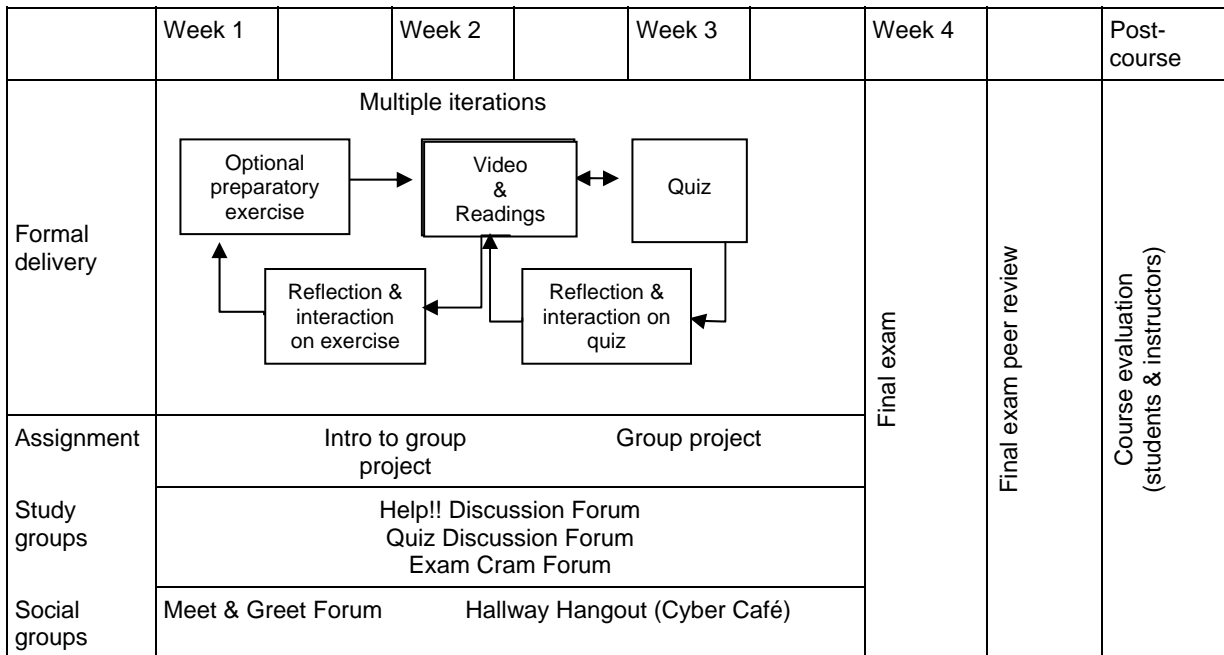 Week 1
Week 2
Week 3
Week 4
Post-
course
Formal
delivery
Multiple iterations
Optional
preparatory
exercise
Video
&
Readings
Quiz
Reflection &
interaction
on exercise
Reflection &
interaction on
quiz
Assignment
Intro to group
project
Group project
Study
groups
Help!! Discussion Forum
Quiz Discussion Forum
Exam Cram Forum
Social
groups
Meet & Greet Forum
Hallway Hangout (Cyber Café)
Final exam
Final exam peer review
Course evaluation
(students & instructors)